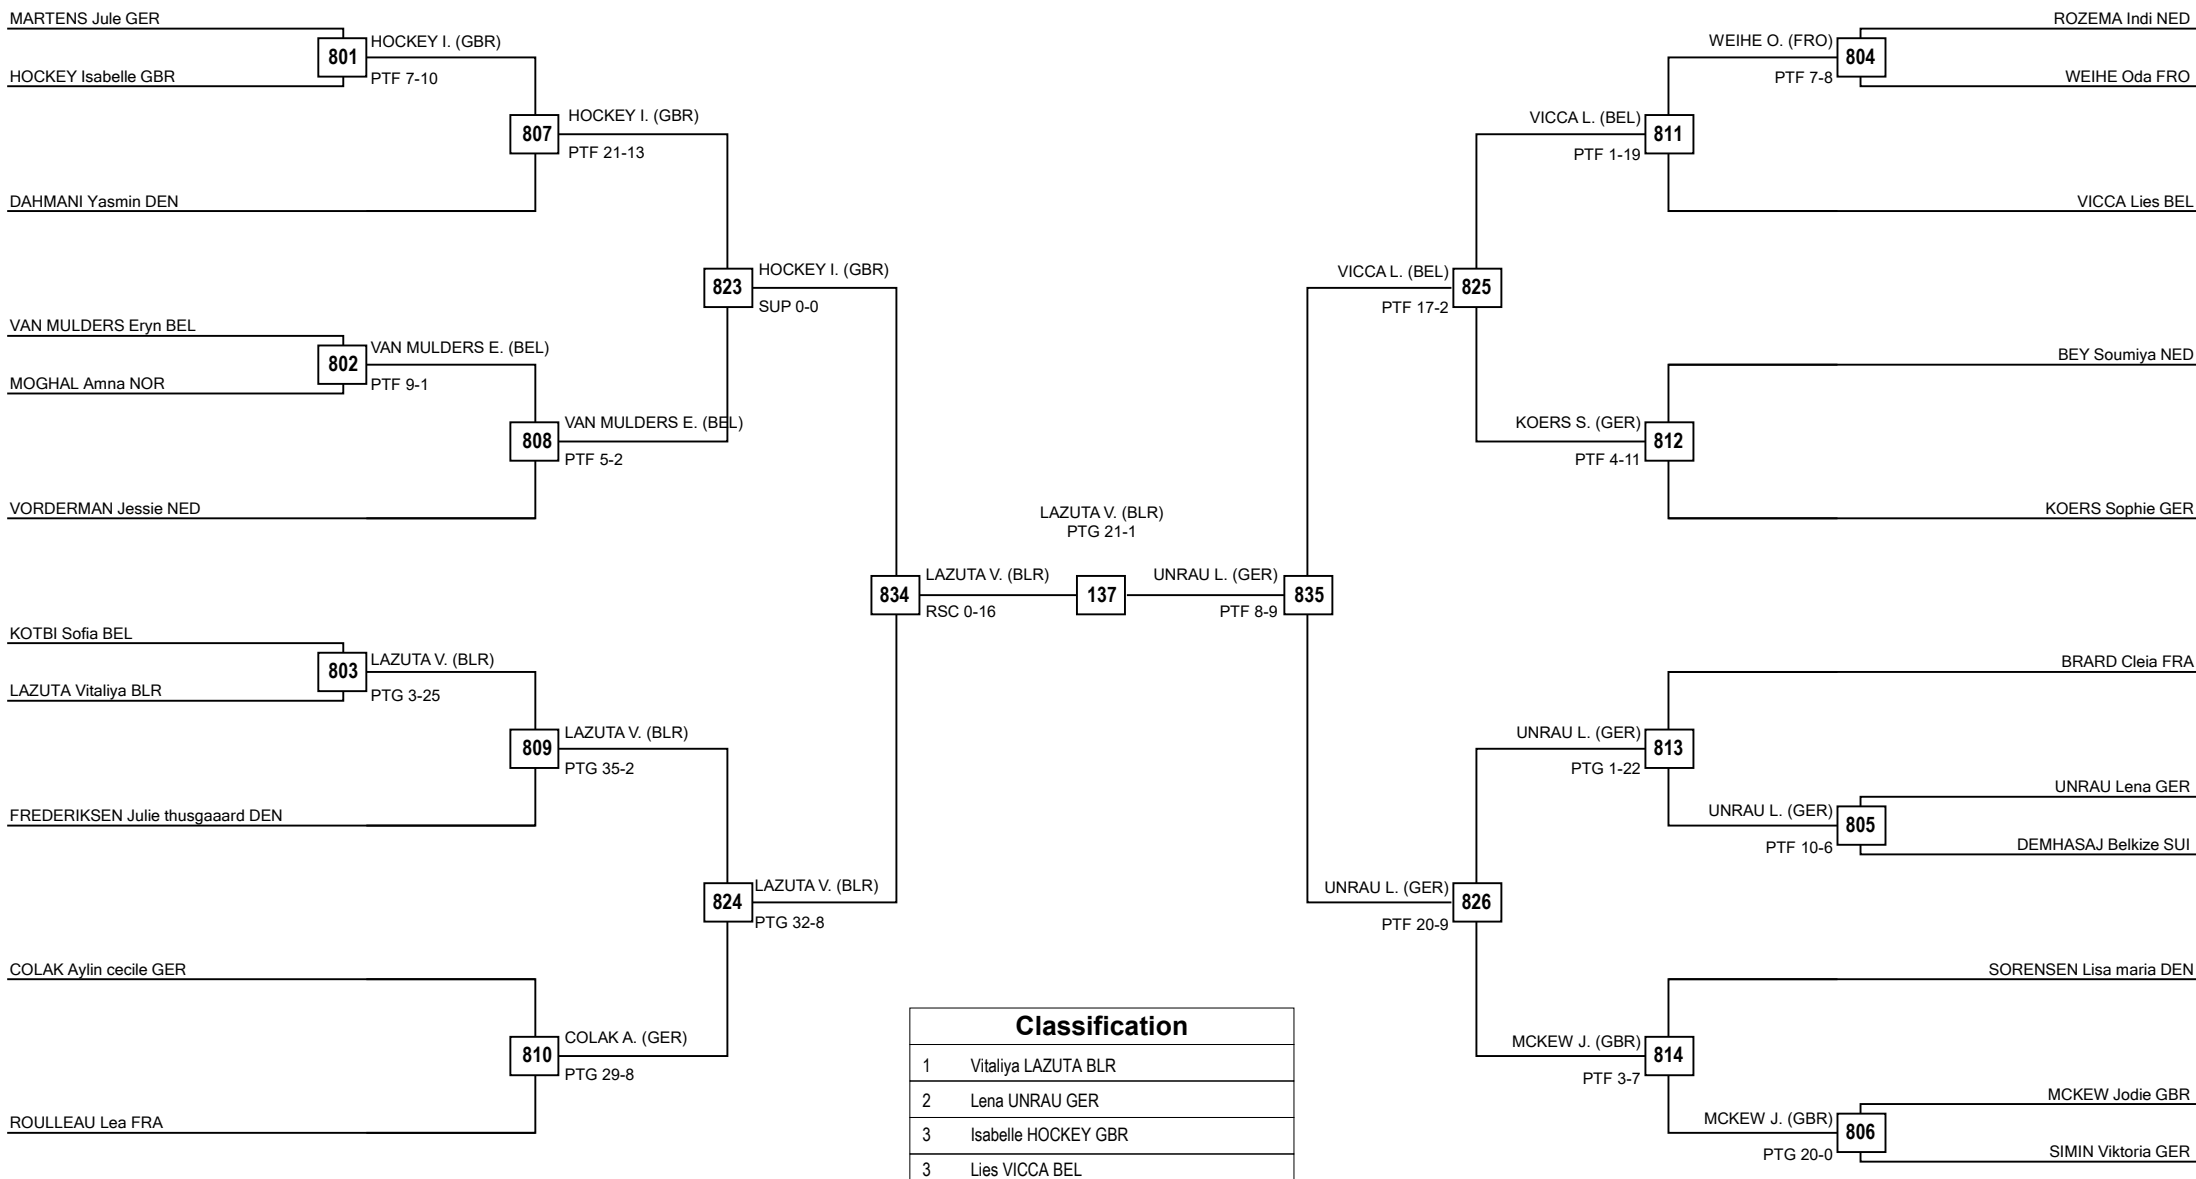 MARTENS Jule GER
801
HOCKEY I. (GBR)
PTF 7-10
HOCKEY Isabelle GBR
807
HOCKEY I. (GBR)
PTF 21-13
DAHMANI Yasmin DEN
823
HOCKEY I. (GBR)
SUP 0-0
VAN MULDERS Eryn BEL
802
VAN MULDERS E. (BEL)
PTF 9-1
MOGHAL Amna NOR
808
VAN MULDERS E. (BEL)
PTF 5-2
VORDERMAN Jessie NED
834
LAZUTA V. (BLR)
RSC 0-16
KOTBI Sofia BEL
803
LAZUTA V. (BLR)
PTG 3-25
LAZUTA Vitaliya BLR
809
LAZUTA V. (BLR)
PTG 35-2
FREDERIKSEN Julie thusgaaard DEN
824
LAZUTA V. (BLR)
PTG 32-8
COLAK Aylin cecile GER
810
COLAK A. (GER)
PTG 29-8
ROULLEAU Lea FRA
LAZUTA V. (BLR)
PTG 21-1
137
ROZEMA Indi NED
WEIHE O. (FRO)
804
PTF 7-8
WEIHE Oda FRO
VICCA L. (BEL)
811
PTF 1-19
VICCA Lies BEL
VICCA L. (BEL)
825
PTF 17-2
BEY Soumiya NED
KOERS S. (GER)
812
PTF 4-11
KOERS Sophie GER
UNRAU L. (GER)
835
PTF 8-9
BRARD Cleia FRA
UNRAU L. (GER)
813
PTG 1-22
UNRAU Lena GER
UNRAU L. (GER)
805
PTF 10-6
DEMHASAJ Belkize SUI
UNRAU L. (GER)
826
PTF 20-9
SORENSEN Lisa maria DEN
MCKEW J. (GBR)
814
PTF 3-7
MCKEW Jodie GBR
MCKEW J. (GBR)
806
PTG 20-0
SIMIN Viktoria GER
Classification
1 Vitaliya LAZUTA BLR
2 Lena UNRAU GER
3 Isabelle HOCKEY GBR
3 Lies VICCA BEL